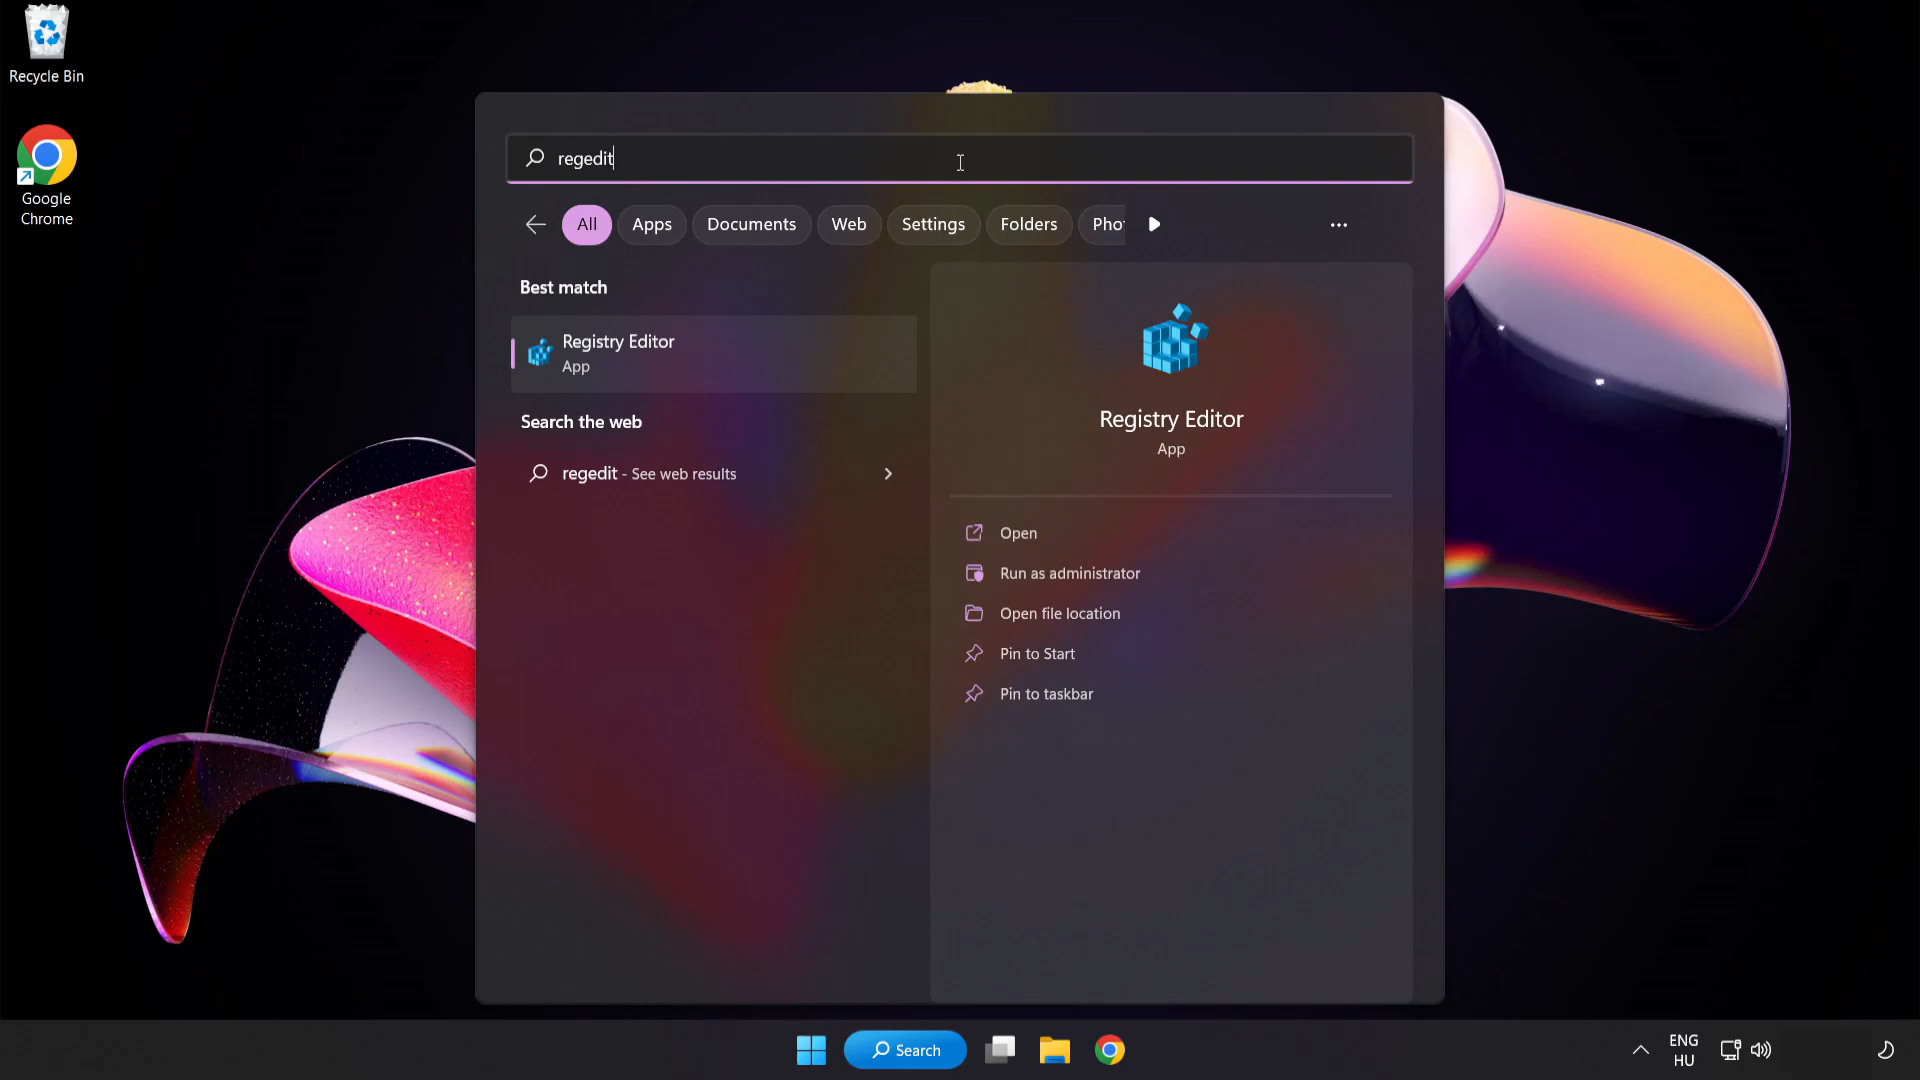 Recycle Bin
Google
Chrome
regedit
All
Apps
Documents
Web
Settings
Folders
Pho
Best match
Registry Editor
App
Search the web
regedit - See web results
Registry Editor
App
Open
Run as administrator
Open file location
Pin to Start
Pin to taskbar
Search
ENG
HU